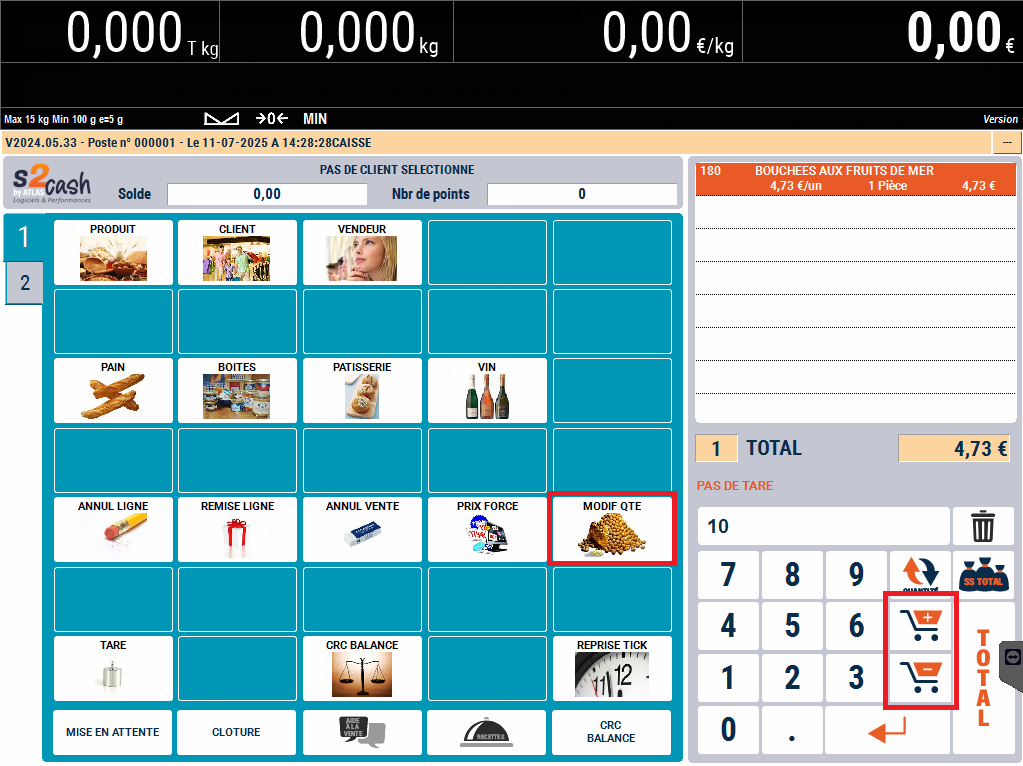 0,000 T kg 0,000 kg 0,00 €/kg 0,00 €
Max 15 kg Min 100 g e=5 g →0← MIN Version
V2024.05.33 - Poste n° 000001 - Le 11-07-2025 A 14:28:28CAISSE ...
S2cash
by ATLAS
Logiciels & Performances
PAS DE CLIENT SELECTIONNE
Solde 0,00 Nbr de points 0
1
2
PRODUIT CLIENT VENDEUR
PAIN BOITES PATISSERIE VIN
ANNUL LIGNE REMISE LIGNE ANNUL VENTE PRIX FORCE MODIF QTE
TARE CRC BALANCE REPRISE TICK
12
MISE EN ATTENTE CLOTURE AIDE À LA VENTE RECETTES CRC BALANCE
180 BOUCHEES AUX FRUITS DE MER
4,73 €/un 1 Pièce 4,73 €
1 TOTAL 4,73 €
PAS DE TARE
10
7 8 9 QUANTITÉ SS TOTAL
4 5 6 +
1 2 3 -
0 .
TOTAL